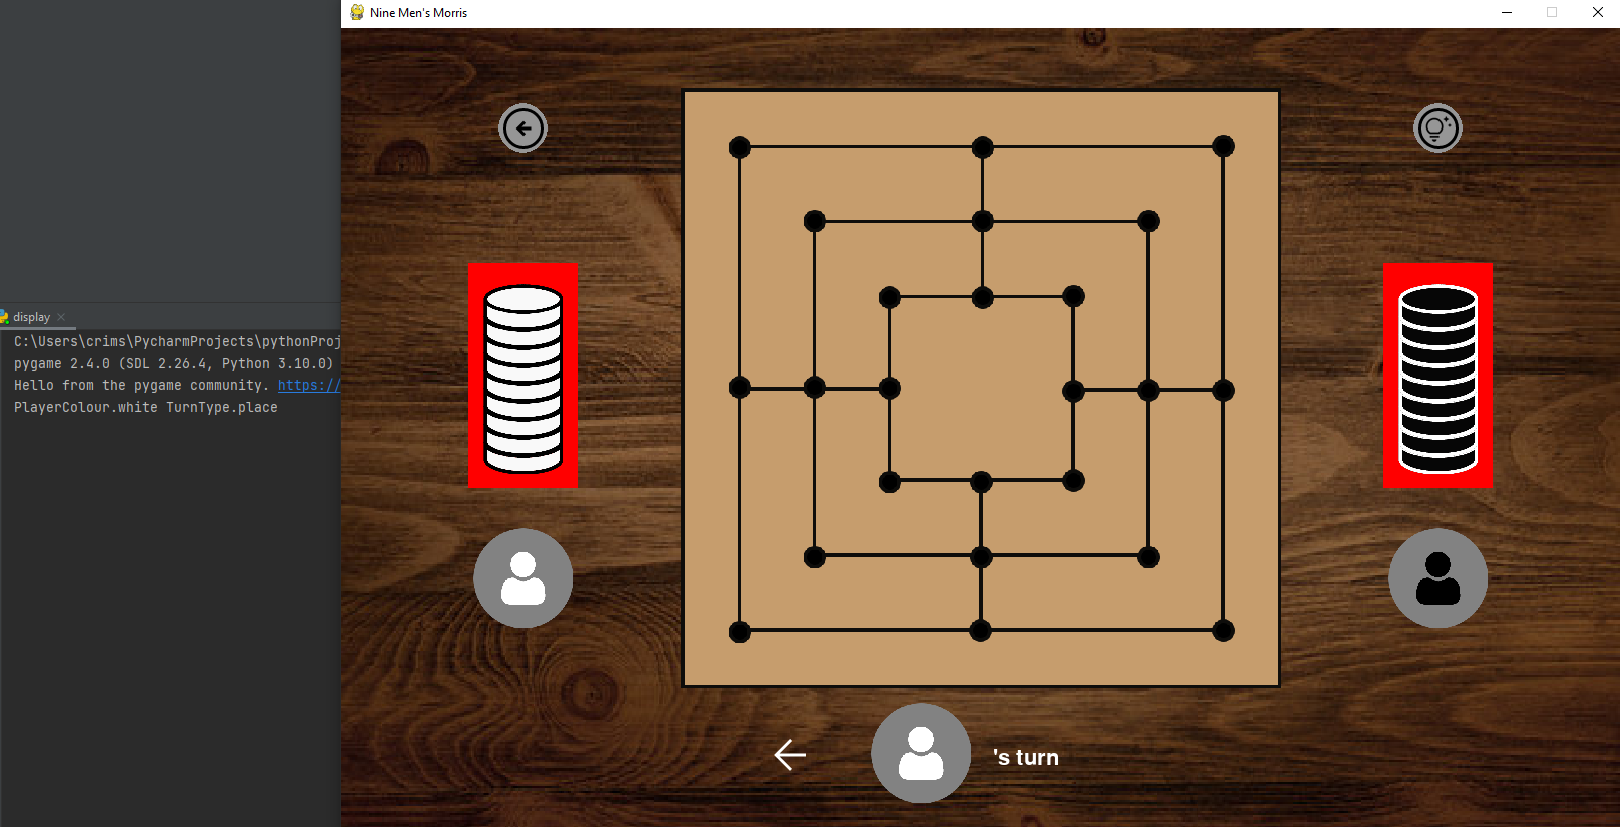 Nine Men's Morris
display
C:\Users\crims\PycharmProjects\pythonProj
pygame 2.4.0 (SDL 2.26.4, Python 3.10.0)
Hello from the pygame community. https://
PlayerColour.white TurnType.place
's turn